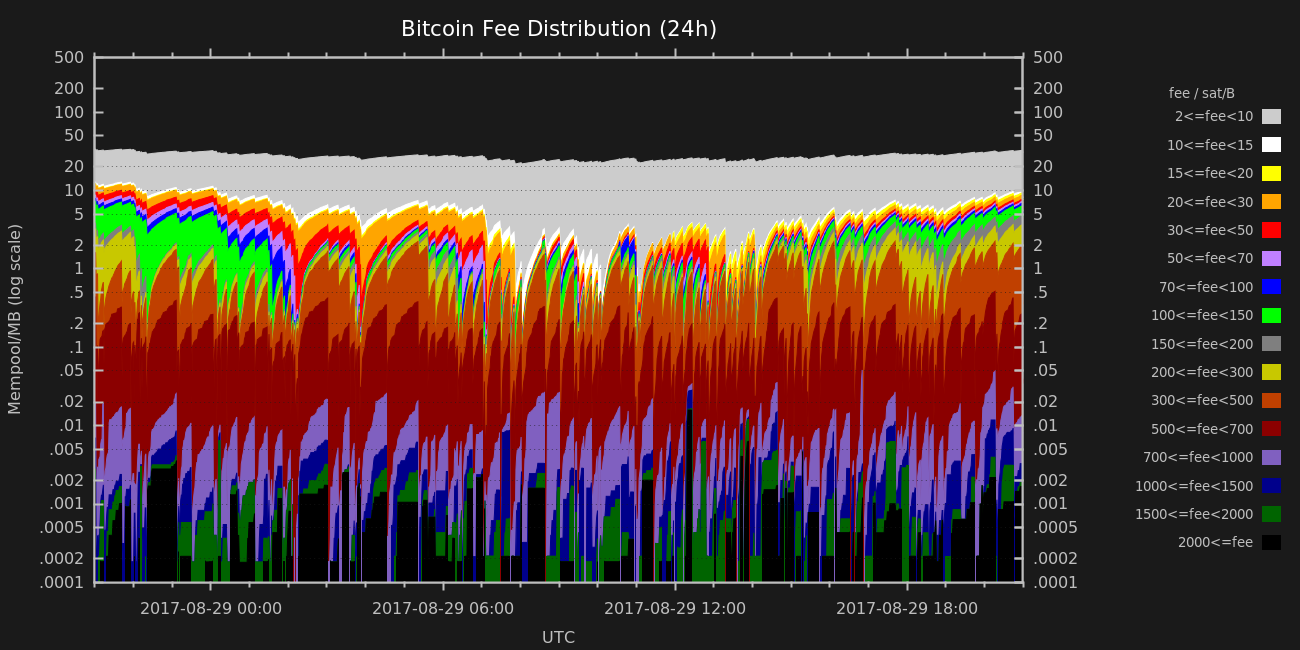 Bitcoin Fee Distribution (24h)
Mempool/MB (log scale)
500
200
100
50
20
10
5
2
1
.5
.2
.1
.05
.02
.01
.005
.002
.001
.0005
.0002
.0001
500
200
100
50
20
10
5
2
1
.5
.2
.1
.05
.02
.01
.005
.002
.001
.0005
.0002
.0001
2017-08-29 00:00
2017-08-29 06:00
2017-08-29 12:00
2017-08-29 18:00
UTC
fee / sat/B
2<=fee<10
10<=fee<15
15<=fee<20
20<=fee<30
30<=fee<50
50<=fee<70
70<=fee<100
100<=fee<150
150<=fee<200
200<=fee<300
300<=fee<500
500<=fee<700
700<=fee<1000
1000<=fee<1500
1500<=fee<2000
2000<=fee